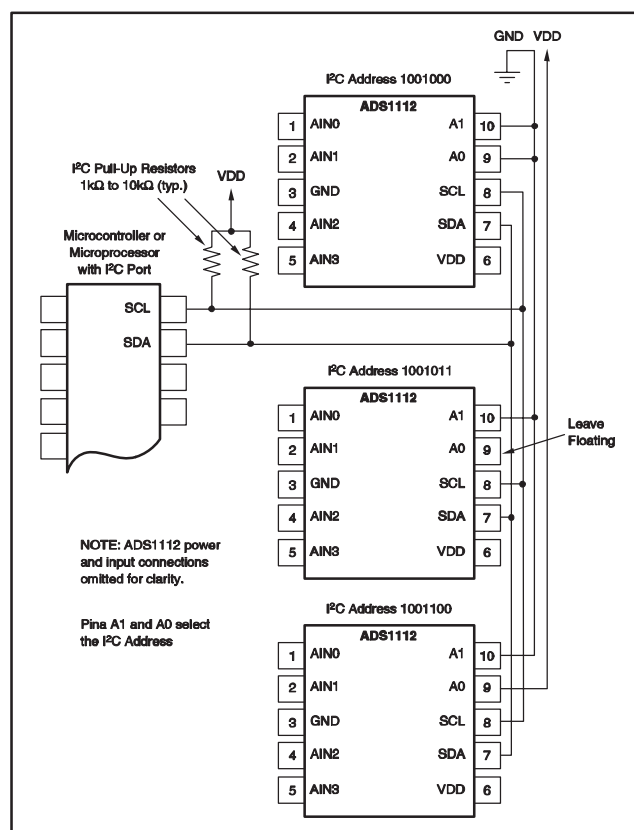 GND VDD
I²C Address 1001000
ADS1112
1 AIN0 A1 10
2 AIN1 A0 9
3 GND SCL 8
4 AIN2 SDA 7
5 AIN3 VDD 6
I²C Pull-Up Resistors
1kΩ to 10kΩ (typ.)
VDD
Microcontroller or
Microprocessor
with I²C Port
SCL
SDA
I²C Address 1001011
ADS1112
1 AIN0 A1 10
2 AIN1 A0 9
3 GND SCL 8
4 AIN2 SDA 7
5 AIN3 VDD 6
Leave
Floating
NOTE: ADS1112 power
and input connections
omitted for clarity.
Pina A1 and A0 select
the I²C Address
I²C Address 1001100
ADS1112
1 AIN0 A1 10
2 AIN1 A0 9
3 GND SCL 8
4 AIN2 SDA 7
5 AIN3 VDD 6